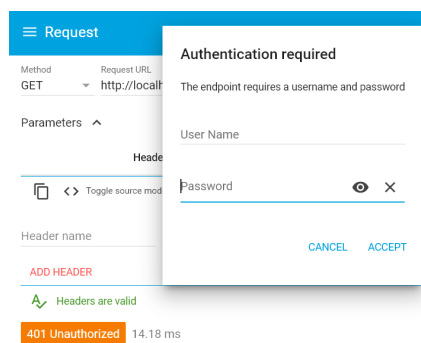 Request
Method
GET
Request URL
http://localh
Parameters
Heade
Toggle source mod
Header name
ADD HEADER
Headers are valid
401 Unauthorized 14.18 ms
Authentication required
The endpoint requires a username and password
User Name
Password
CANCEL ACCEPT